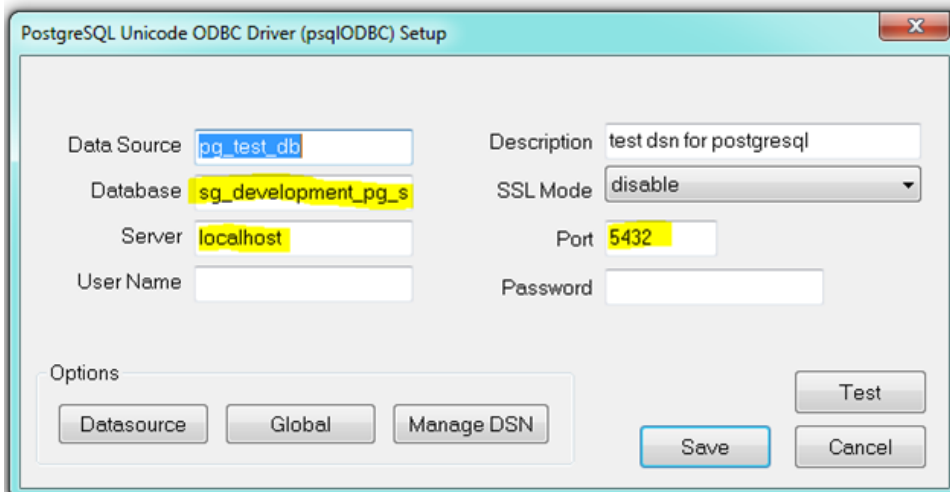 PostgreSQL Unicode ODBC Driver (psqlODBC) Setup
Data Source pg_test_db
Description test dsn for postgresql
Database sg_development_pg_s
SSL Mode disable
Server localhost
Port 5432
User Name
Password
Options
Datasource Global Manage DSN
Test
Save Cancel